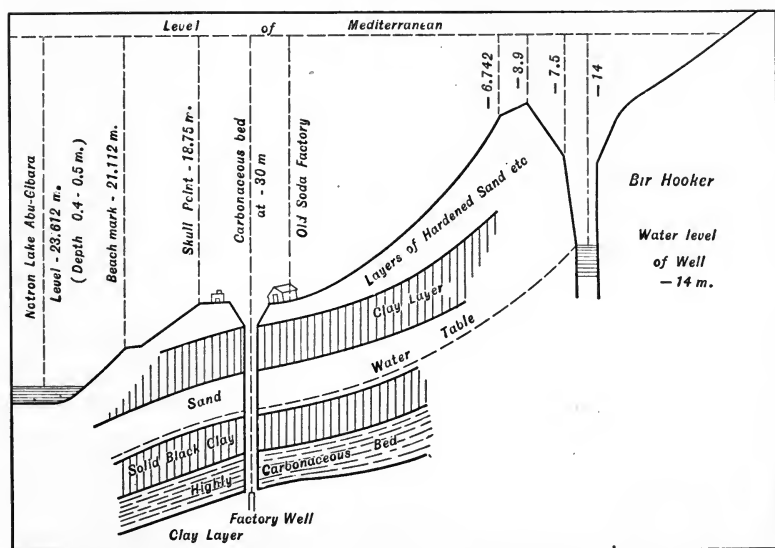 Level of Mediterranean
Natron Lake Abu-Gibara
Level - 23.612 m.
(Depth 0.4 - 0.5 m.)
Beach mark - 21.112 m.
Skull Point - 18.75 m.
Carbonaceous bed
at - 30 m
Old Soda Factory
- 6.742
- 3.9
- 7.5
- 14
Bir Hooker
Water level
of Well
- 14 m.
Layers of Hardened Sand etc
Clay Layer
Water Table
Sand
Solid Black Clay
Highly Carbonaceous Bed
Factory Well
Clay Layer